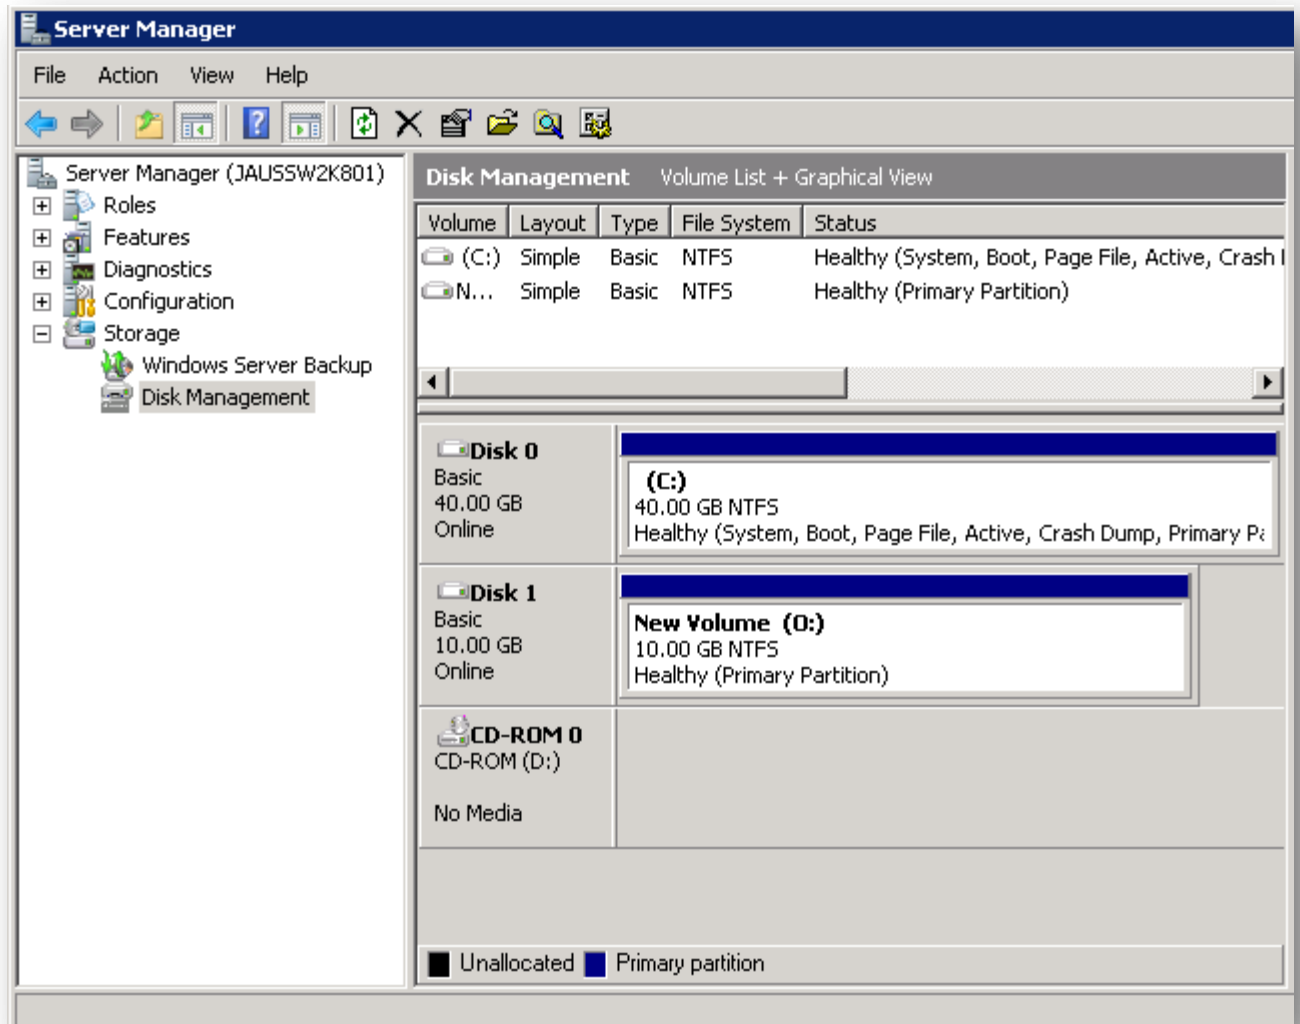 Server Manager
File Action View Help
Server Manager (JAUSSW2K801)
Roles
Features
Diagnostics
Configuration
Storage
Windows Server Backup
Disk Management
Disk Management Volume List + Graphical View
Volume Layout Type File System Status
(C:) Simple Basic NTFS Healthy (System, Boot, Page File, Active, Crash
N... Simple Basic NTFS Healthy (Primary Partition)
Disk 0
Basic
40.00 GB
Online
(C:)
40.00 GB NTFS
Healthy (System, Boot, Page File, Active, Crash Dump, Primary Pa
Disk 1
Basic
10.00 GB
Online
New Volume (O:)
10.00 GB NTFS
Healthy (Primary Partition)
CD-ROM 0
CD-ROM (D:)
No Media
Unallocated Primary partition